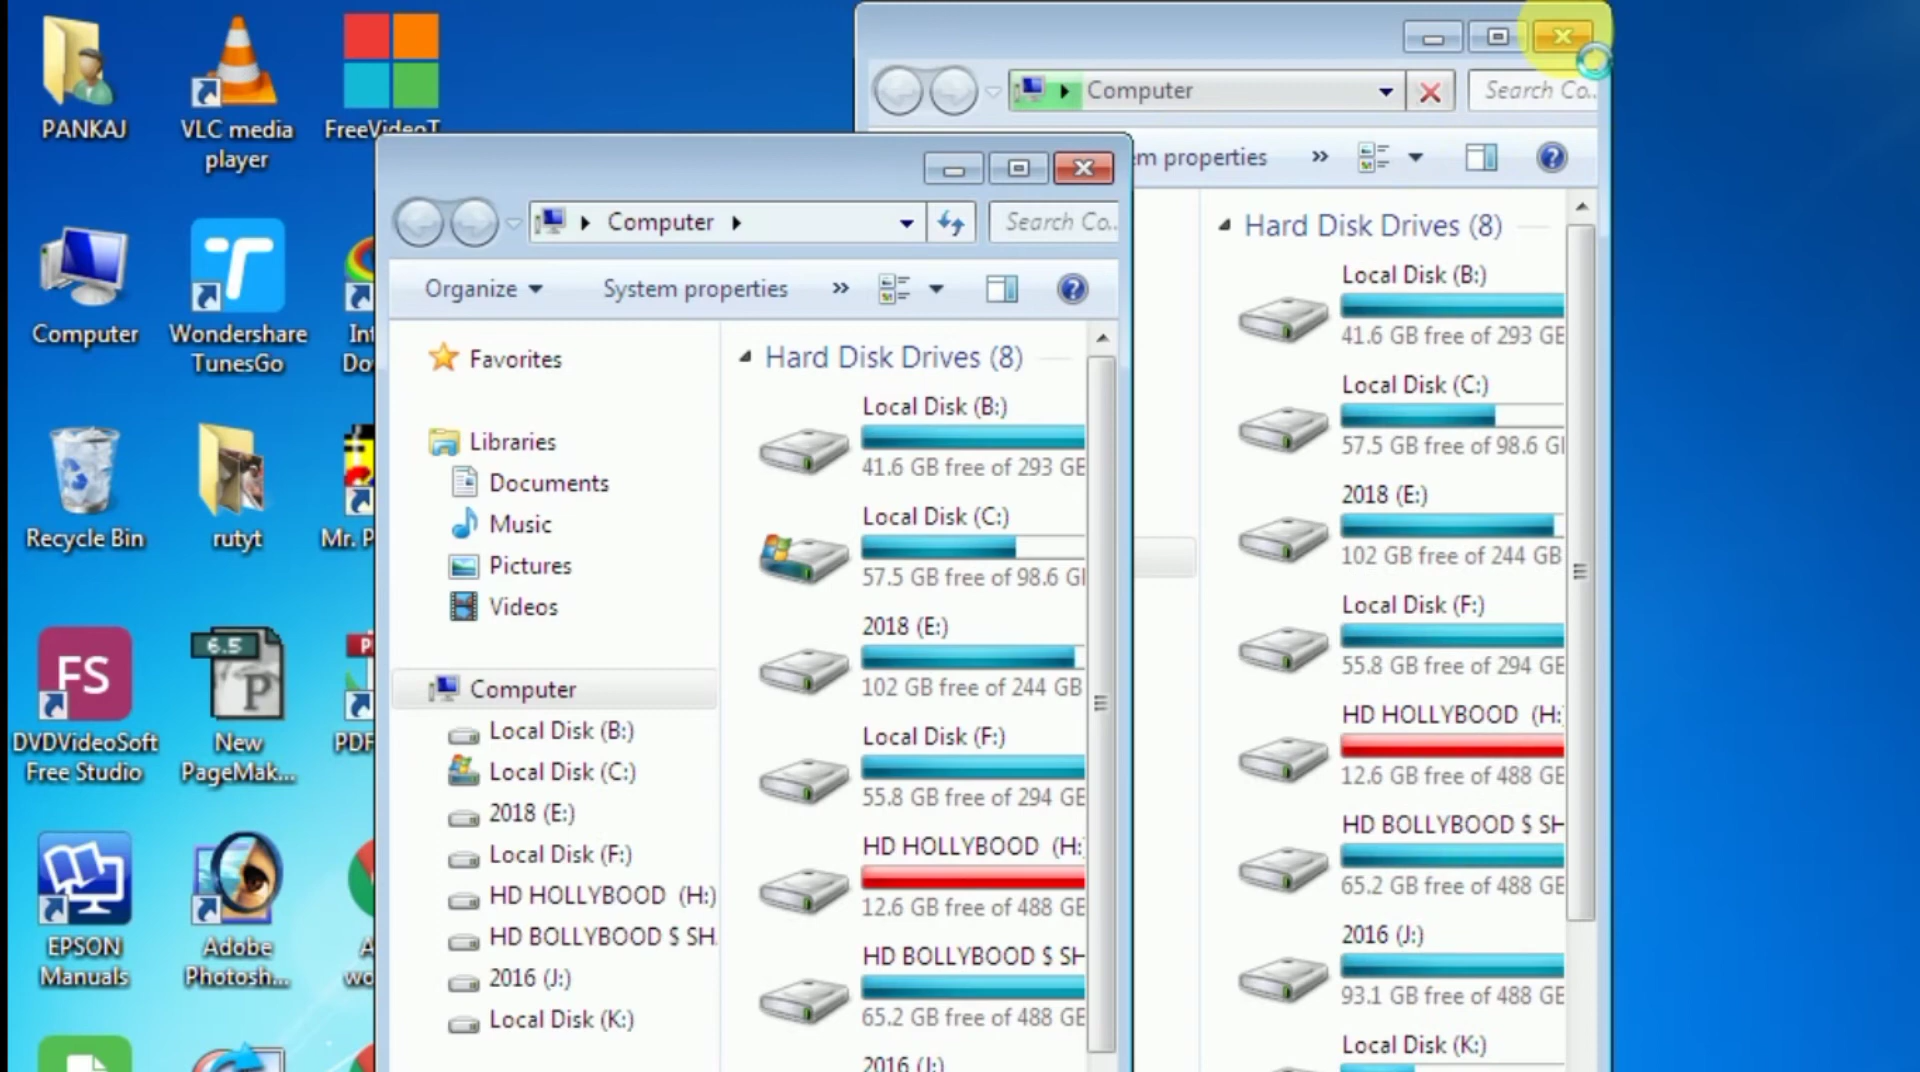 PANKAJ
VLC media
player
FreeVideoT
Computer
Wondershare
TunesGo
Int
Do
Recycle Bin
rutyt
Mr. P
FS
DVDVideoSoft
Free Studio
6.5
P
New
PageMak...
PDF
EPSON
Manuals
Adobe
Photosh...
A
wo
Computer
Search Co..
Organize
System properties
»
Favorites
Libraries
Documents
Music
Pictures
Videos
Computer
Local Disk (B:)
Local Disk (C:)
2018 (E:)
Local Disk (F:)
HD HOLLYBOOD (H:)
HD BOLLYBOOD $ SH
2016 (J:)
Local Disk (K:)
Hard Disk Drives (8)
Local Disk (B:)
41.6 GB free of 293 GB
Local Disk (C:)
57.5 GB free of 98.6 G
2018 (E:)
102 GB free of 244 GB
Local Disk (F:)
55.8 GB free of 294 GB
HD HOLLYBOOD (H:
12.6 GB free of 488 GB
HD BOLLYBOOD $ SH
65.2 GB free of 488 GB
2016 (J:)
Computer
Search Co..
em properties
»
Hard Disk Drives (8)
Local Disk (B:)
41.6 GB free of 293 GB
Local Disk (C:)
57.5 GB free of 98.6 G
2018 (E:)
102 GB free of 244 GB
Local Disk (F:)
55.8 GB free of 294 GB
HD HOLLYBOOD (H:
12.6 GB free of 488 GB
HD BOLLYBOOD $ SH
65.2 GB free of 488 GB
2016 (J:)
93.1 GB free of 488 GB
Local Disk (K:)